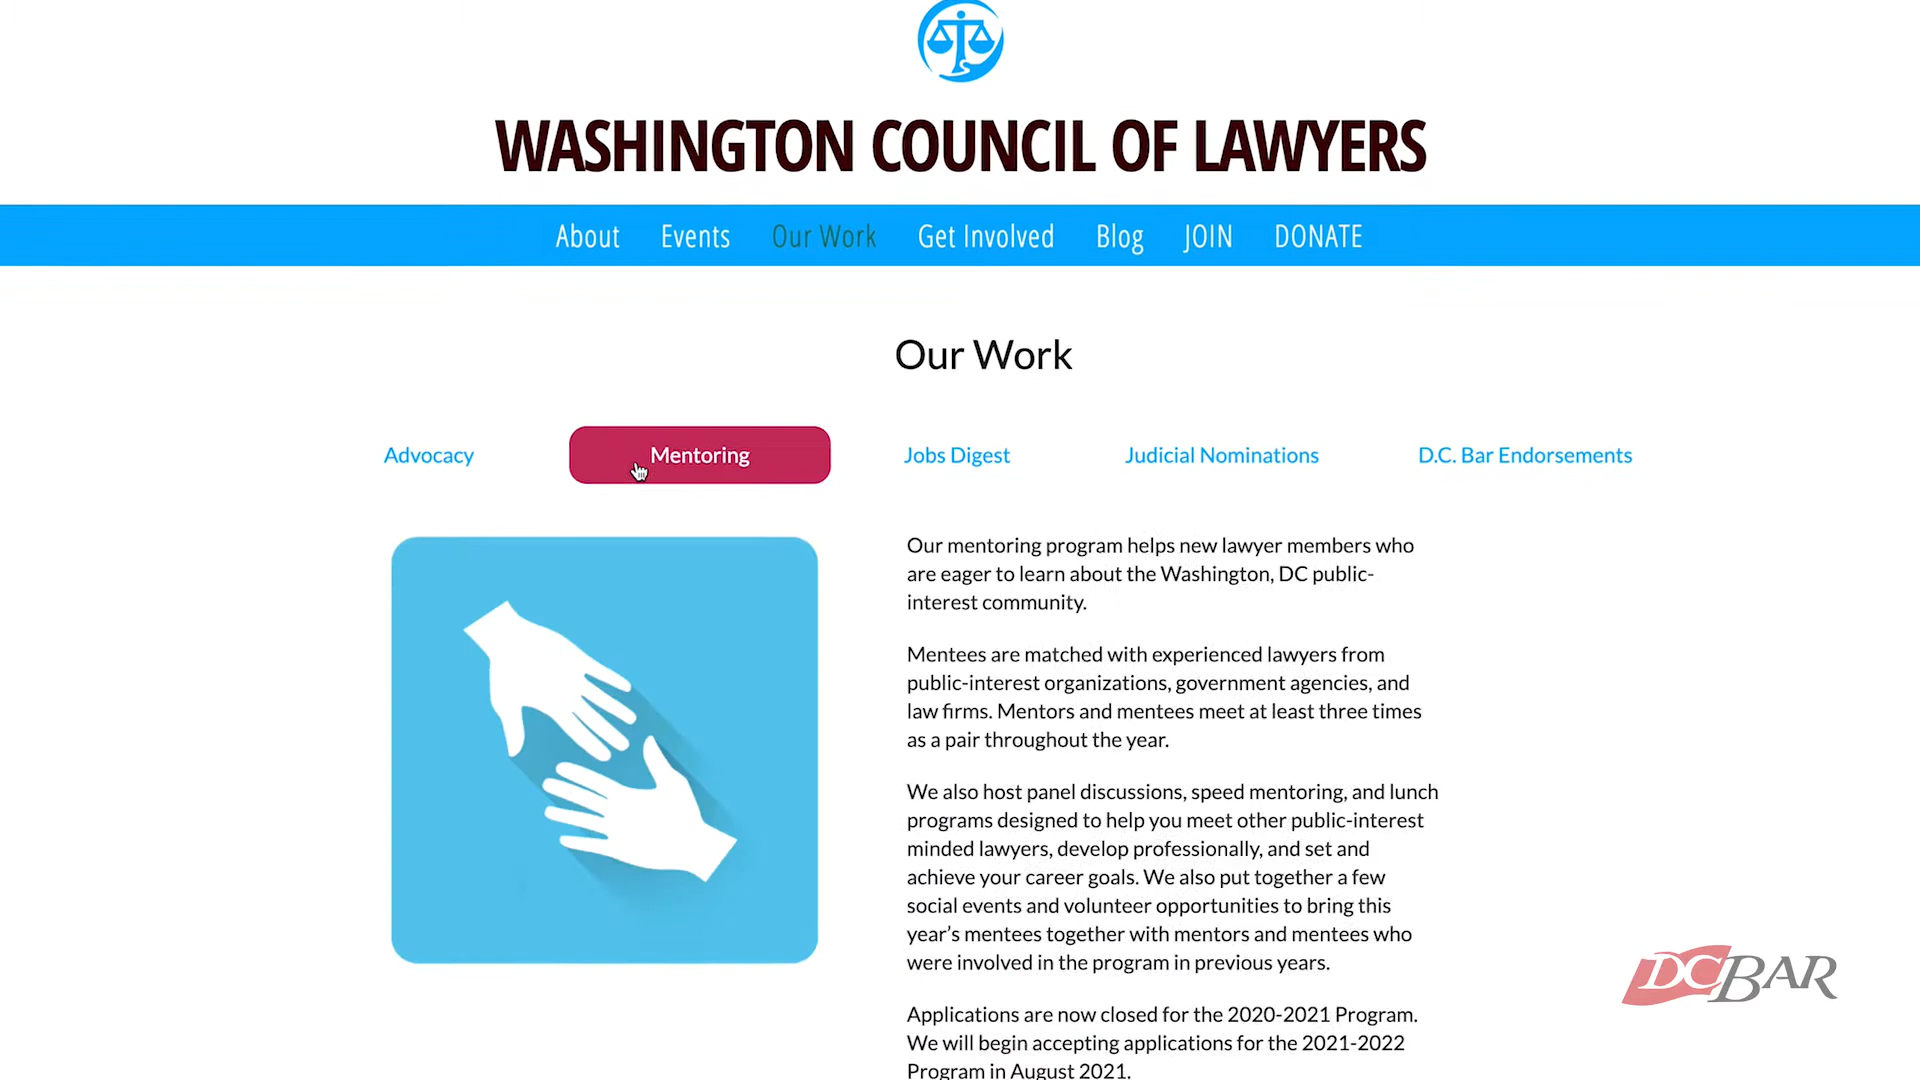 WASHINGTON COUNCIL OF LAWYERS
About Events Our Work Get Involved Blog JOIN DONATE
Our Work
Advocacy Mentoring Jobs Digest Judicial Nominations D.C. Bar Endorsements
Our mentoring program helps new lawyer members who
are eager to learn about the Washington, DC public-
interest community.
Mentees are matched with experienced lawyers from
public-interest organizations, government agencies, and
law firms. Mentors and mentees meet at least three times
as a pair throughout the year.
We also host panel discussions, speed mentoring, and lunch
programs designed to help you meet other public-interest
minded lawyers, develop professionally, and set and
achieve your career goals. We also put together a few
social events and volunteer opportunities to bring this
year’s mentees together with mentors and mentees who
were involved in the program in previous years.
Applications are now closed for the 2020-2021 Program.
We will begin accepting applications for the 2021-2022
Program in August 2021.
DC BAR